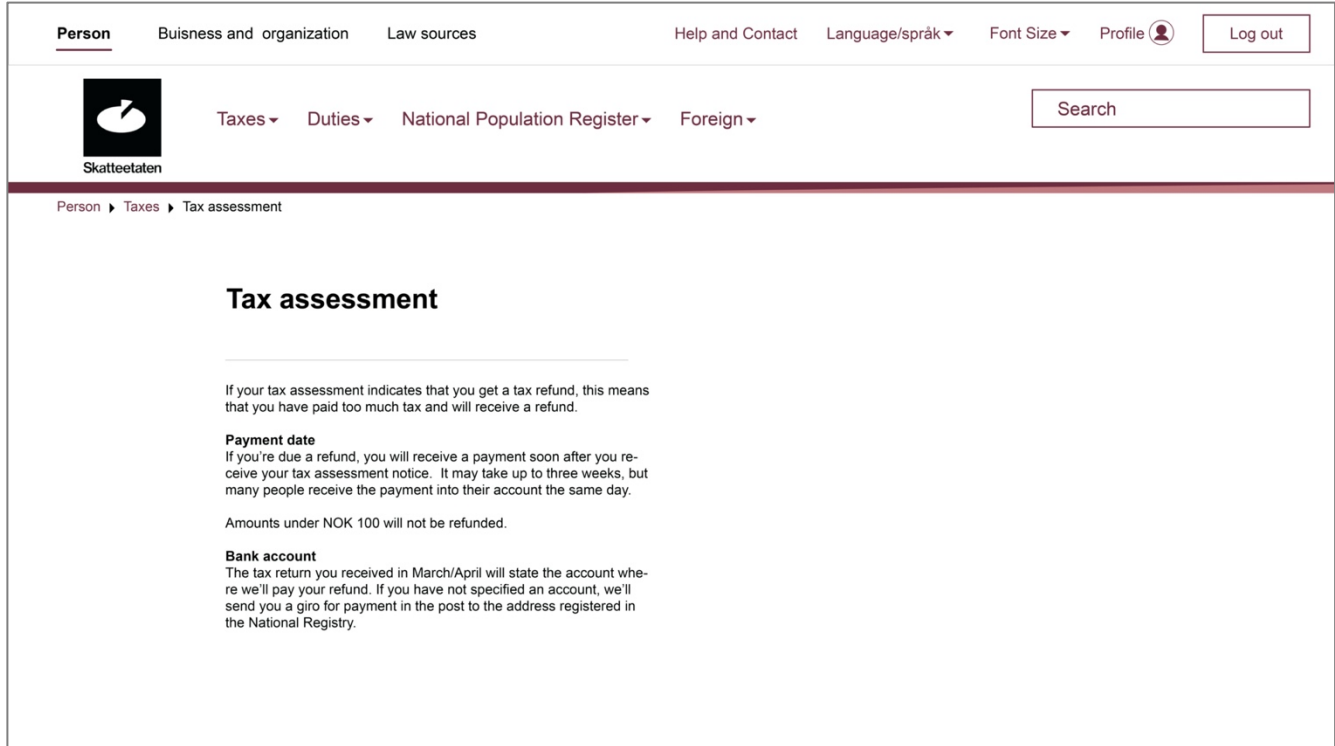 Person Buisness and organization Law sources Help and Contact Language/språk Font Size Profile Log out
Taxes Duties National Population Register Foreign Search
Skatteetaten
Person Taxes Tax assessment
Tax assessment
If your tax assessment indicates that you get a tax refund, this means
that you have paid too much tax and will receive a refund.
Payment date
If you're due a refund, you will receive a payment soon after you re-
ceive your tax assessment notice. It may take up to three weeks, but
many people receive the payment into their account the same day.
Amounts under NOK 100 will not be refunded.
Bank account
The tax return you received in March/April will state the account whe-
re we'll pay your refund. If you have not specified an account, we'll
send you a giro for payment in the post to the address registered in
the National Registry.